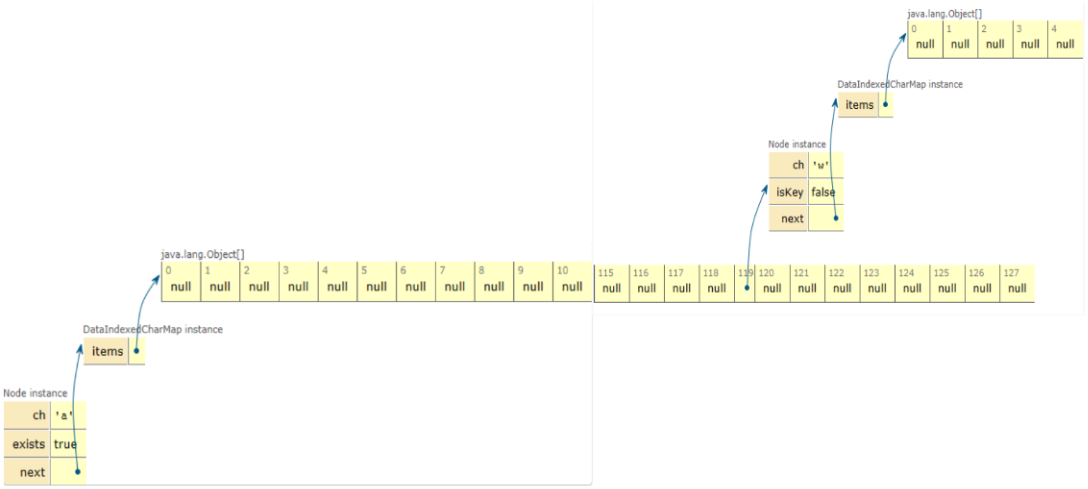 java.lang.Object[]
0 1 2 3 4
null null null null null
DataIndexedCharMap instance
items
Node instance
ch 'w'
isKey false
next
java.lang.Object[]
0 1 2 3 4 5 6 7 8 9 10 115 116 117 118 119 120 121 122 123 124 125 126 127
null null null null null null null null null null null null null null null null null null null null null null null
DataIndexedCharMap instance
items
Node instance
ch 'a'
exists true
next